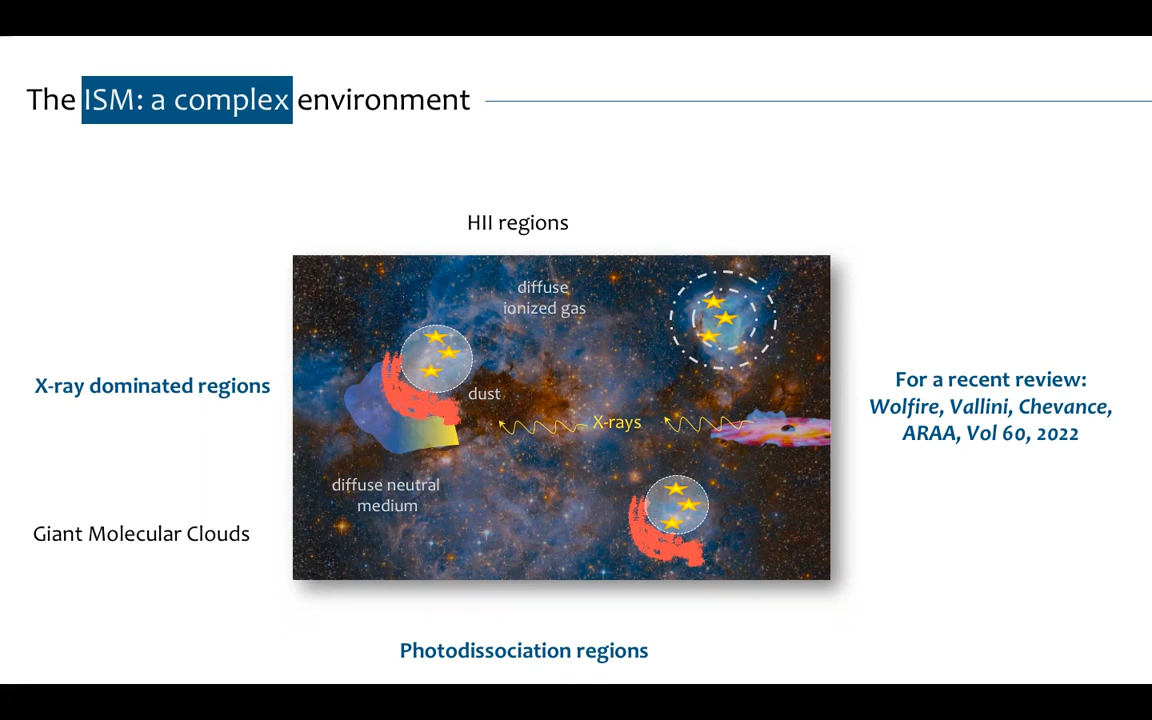 The ISM: a complex environment
HII regions
diffuse
ionized gas
X-ray dominated regions
dust
X-rays
For a recent review:
Wolfire, Vallini, Chevance,
ARAA, Vol 60, 2022
diffuse neutral
medium
Giant Molecular Clouds
Photodissociation regions